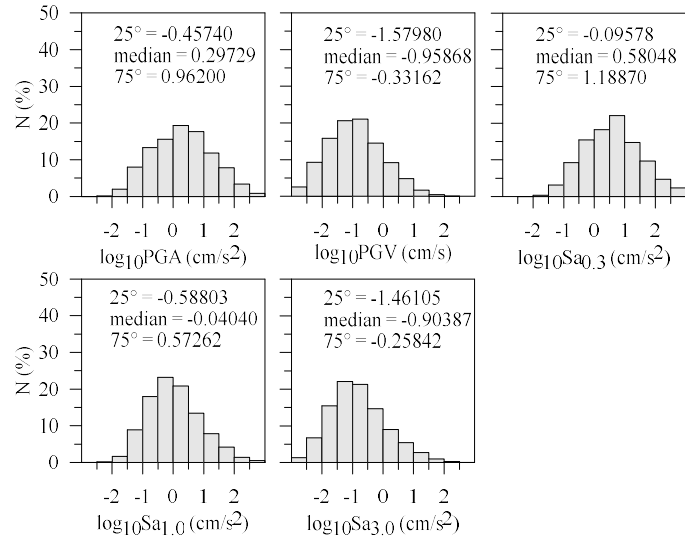 50
40
30
20
10
0
N (%)
25° = -0.45740
median = 0.29729
75° = 0.96200
-2 -1 0 1 2
log10PGA (cm/s2)
25° = -1.57980
median = -0.95868
75° = -0.33162
-2 -1 0 1 2
log10PGV (cm/s)
25° = -0.09578
median = 0.58048
75° = 1.18870
-2 -1 0 1 2
log10Sa0.3 (cm/s2)
50
40
30
20
10
0
N (%)
25° = -0.58803
median = -0.04040
75° = 0.57262
-2 -1 0 1 2
log10Sa1.0 (cm/s2)
25° = -1.46105
median = -0.90387
75° = -0.25842
-2 -1 0 1 2
log10Sa3.0 (cm/s2)